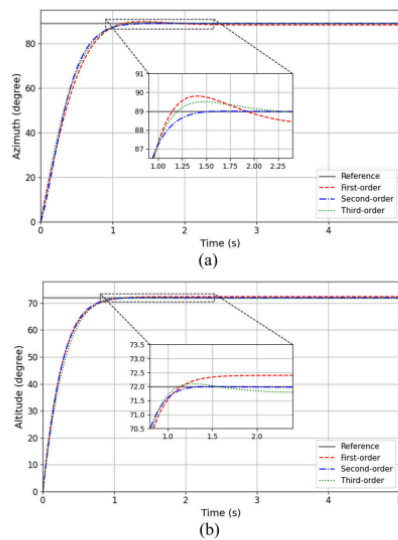 80
60
40
20
0
Azimuth (degree)
91
90
89
88
87
1.00 1.25 1.50 1.75 2.00 2.25
Reference
First-order
Second-order
Third-order
0 1 2 3 4 5
Time (s)
(a)
70
60
50
40
30
20
10
0
Altitude (degree)
73.5
73.0
72.5
72.0
71.5
71.0
70.5
1.0 1.5 2.0
Reference
First-order
Second-order
Third-order
0 1 2 3 4 5
Time (s)
(b)